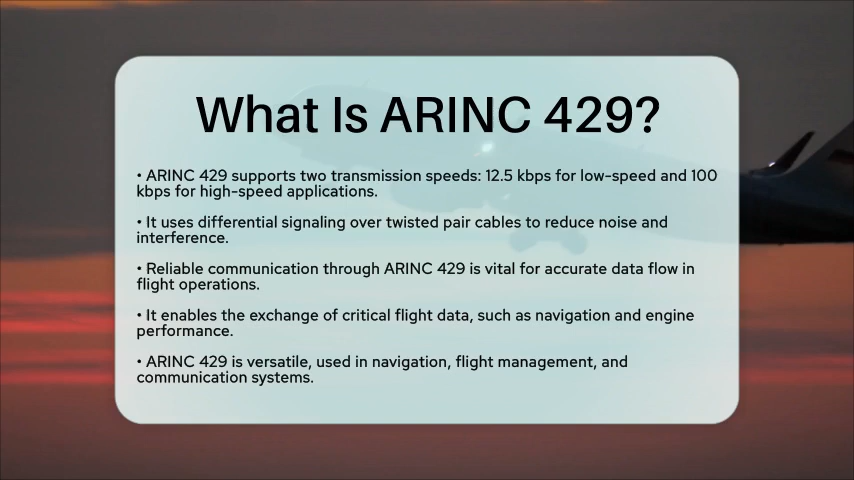 What Is ARINC 429?
• ARINC 429 supports two transmission speeds: 12.5 kbps for low-speed and 100
kbps for high-speed applications.
• It uses differential signaling over twisted pair cables to reduce noise and
interference.
• Reliable communication through ARINC 429 is vital for accurate data flow in
flight operations.
• It enables the exchange of critical flight data, such as navigation and engine
performance.
• ARINC 429 is versatile, used in navigation, flight management, and
communication systems.